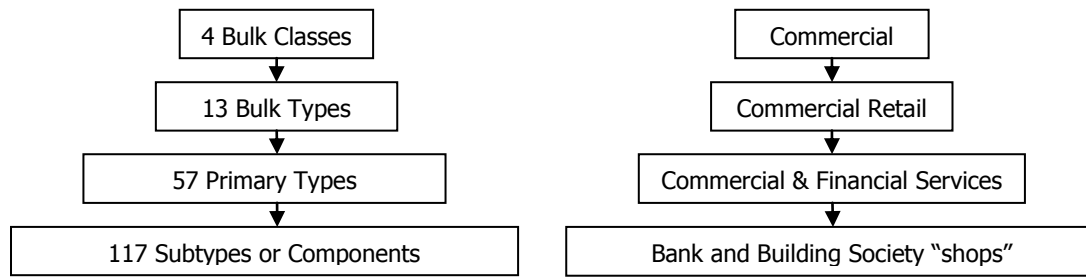 4 Bulk Classes
13 Bulk Types
57 Primary Types
117 Subtypes or Components
Commercial
Commercial Retail
Commercial & Financial Services
Bank and Building Society “shops”